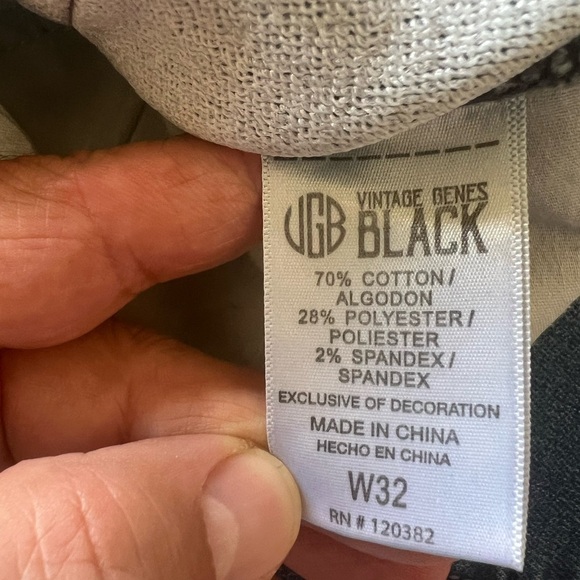 VGB
VINTAGE GENES
BLACK
70% COTTON/
ALGODON
28% POLYESTER/
POLIESTER
2% SPANDEX/
SPANDEX
EXCLUSIVE OF DECORATION
MADE IN CHINA
HECHO EN CHINA
W32
RN # 120382